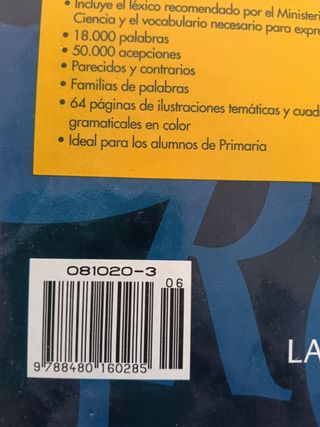 • Incluye el léxico recomendado por el Ministeri
Ciencia y el vocabulario necesario para expre
• 18.000 palabras
• 50.000 acepciones
• Parecidos y contrarios
• Familias de palabras
• 64 páginas de ilustraciones temáticas y cuad
gramaticales en color
• Ideal para los alumnos de Primaria
081020-3
06
9 788480 160285
LA